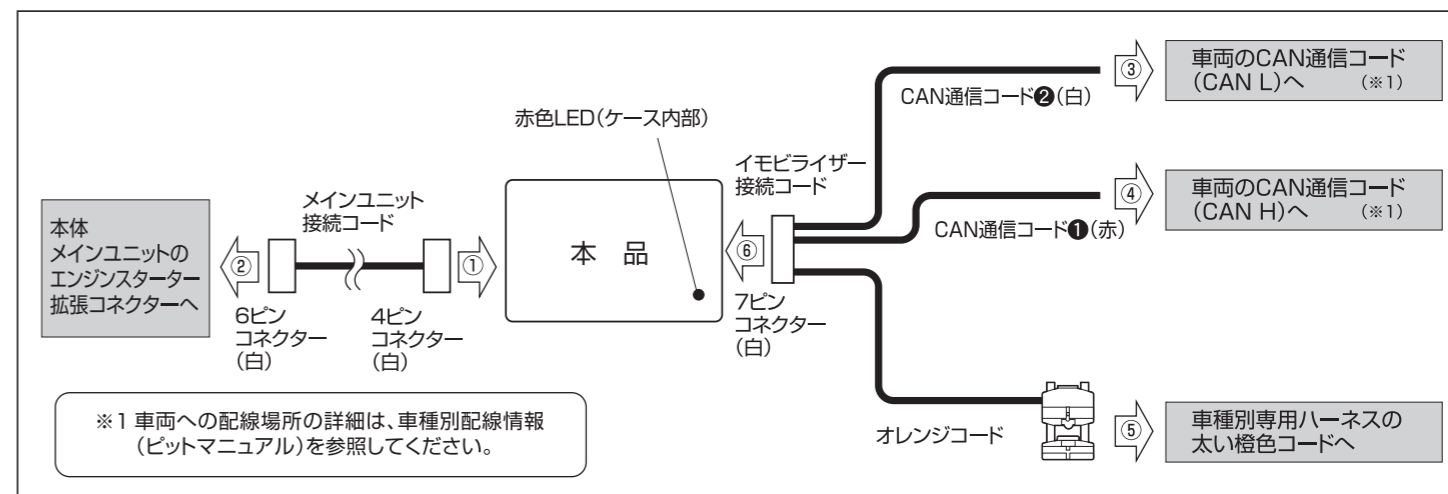 車両のCAN通信コード
(CAN L)へ (※1)
③
CAN通信コード❷(白)
赤色LED(ケース内部)
イモビライザー
接続コード
車両のCAN通信コード
(CAN H)へ (※1)
④
CAN通信コード❶(赤)
メインユニット
接続コード
本体
メインユニットの
エンジンスターター
拡張コネクターへ
②
①
本 品
⑥
6ピン
コネクター
(白)
4ピン
コネクター
(白)
7ピン
コネクター
(白)
※1 車両への配線場所の詳細は、車種別配線情報
(ピットマニュアル)を参照してください。
オレンジコード
⑤
車種別専用ハーネスの
太い橙色コードへ